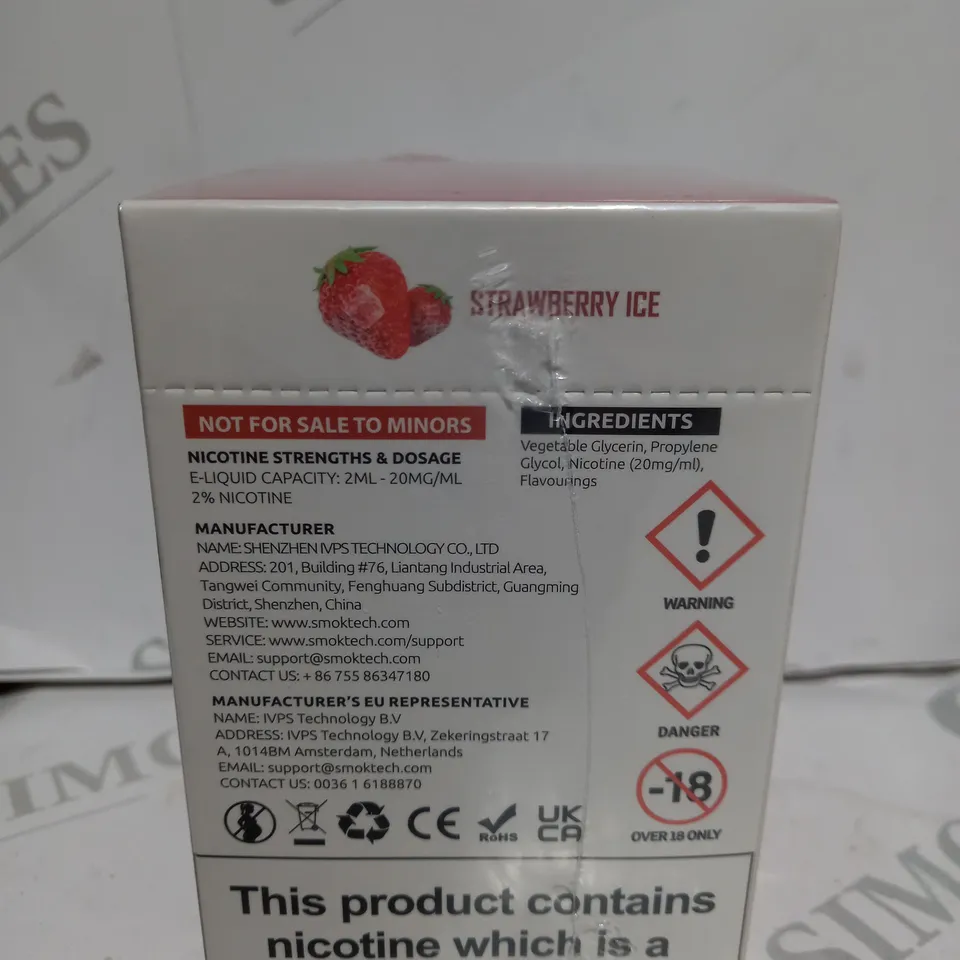 STRAWBERRY ICE
NOT FOR SALE TO MINORS
NICOTINE STRENGTHS & DOSAGE
E-LIQUID CAPACITY: 2ML - 20MG/ML
2% NICOTINE
INGREDIENTS
Vegetable Glycerin, Propylene
Glycol, Nicotine (20mg/ml),
Flavourings
MANUFACTURER
NAME: SHENZHEN IVPS TECHNOLOGY CO., LTD
ADDRESS: 201, Building #76, Liantang Industrial Area,
Tangwei Community, Fenghuang Subdistrict, Guangming
District, Shenzhen, China
WEBSITE: www.smoktech.com
SERVICE: www.smoktech.com/support
EMAIL: support@smoktech.com
CONTACT US: + 86 755 86347180
MANUFACTURER'S EU REPRESENTATIVE
NAME: IVPS Technology B.V
ADDRESS: IVPS Technology B.V, Zekeringstraat 17
A, 1014BM Amsterdam, Netherlands
EMAIL: support@smoktech.com
CONTACT US: 0036 1 6188870
WARNING
DANGER
-18
OVER 18 ONLY
CE
RoHS
UK
CA
This product contains
nicotine which is a